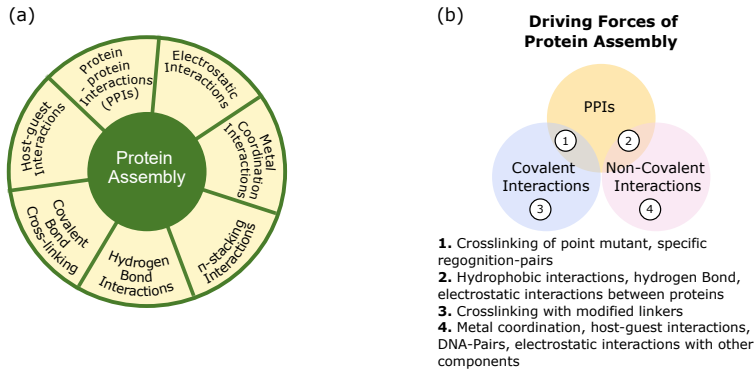 (a)
Protein
- protein
Interactions
(PPIs)
Electrostatic
Interactions
Metal
Coordination
Interactions
π-stacking
Interactions
Hydrogen
Bond
Interactions
Covalent
Bond
Cross-linking
Host-guest
Interactions
Protein
Assembly
(b)
Driving Forces of
Protein Assembly
PPIs
1
2
Covalent
Interactions
Non-Covalent
Interactions
3
4
1. Crosslinking of point mutant, specific
regognition-pairs
2. Hydrophobic interactions, hydrogen Bond,
electrostatic interactions between proteins
3. Crosslinking with modified linkers
4. Metal coordination, host-guest interactions,
DNA-Pairs, electrostatic interactions with other
components